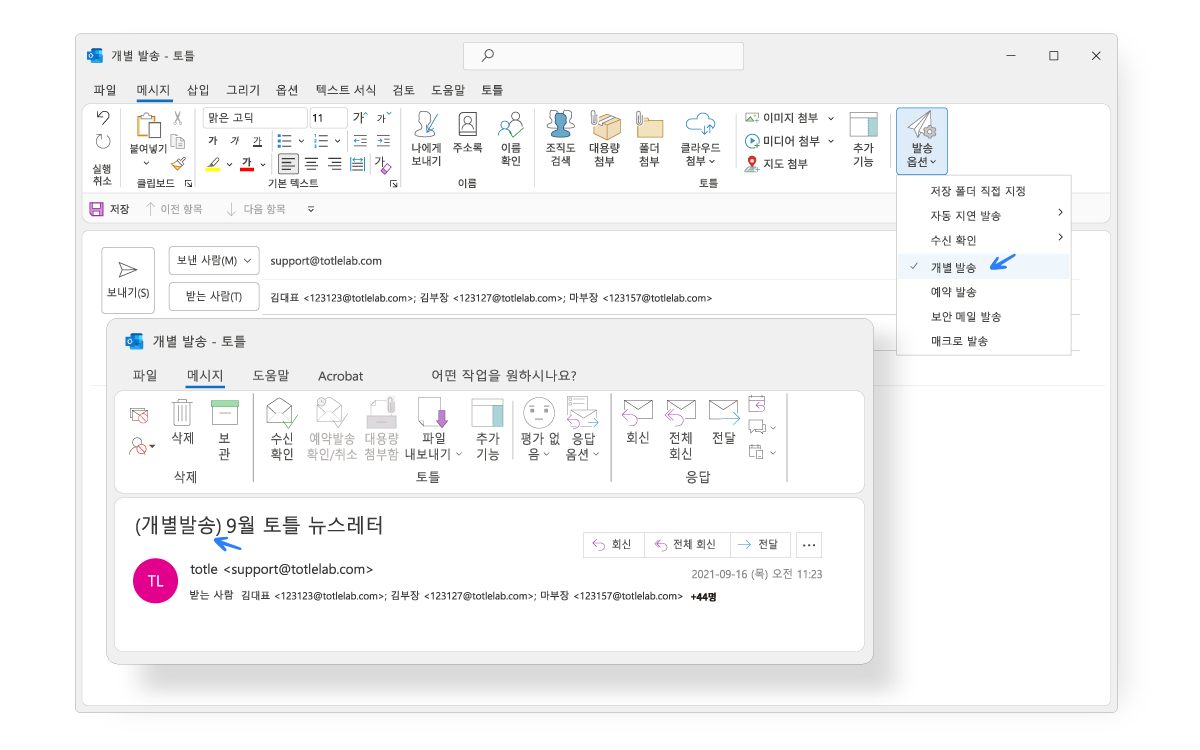 개별 발송 - 토틀
파일 메시지 삽입 그리기 옵션 텍스트 서식 검토 도움말 토틀
실행 취소
붙여넣기
클립보드
맑은 고딕 11
가 가
가 가 가
가 가
기본 텍스트
나에게 보내기
주소록
이름 확인
이름
조직도 검색
대용량 첨부
폴더 첨부
클라우드 첨부
이미지 첨부
미디어 첨부
지도 첨부
토틀
추가 기능
발송 옵션
저장 이전 항목 다음 항목
저장 폴더 직접 지정
자동 지연 발송
수신 확인
개별 발송
예약 발송
보안 메일 발송
매크로 발송
보내기(S)
보낸 사람(M) support@totlelab.com
받는 사람(T) 김대표 <123123@totlelab.com>; 김부장 <123127@totlelab.com>; 마부장 <123157@totlelab.com>
개별 발송 - 토틀
파일 메시지 도움말 Acrobat 어떤 작업을 원하시나요?
삭제
보관
삭제
수신 확인
예약발송 확인/취소
대용량 첨부함
파일 내보내기
추가 기능
평가 없음
응답 옵션
토틀
회신
전체 회신
전달
응답
(개별발송) 9월 토틀 뉴스레터
회신 전체 회신 전달 ...
TL
totle <support@totlelab.com>
2021-09-16 (목) 오전 11:23
받는 사람 김대표 <123123@totlelab.com>; 김부장 <123127@totlelab.com>; 마부장 <123157@totlelab.com> +44명